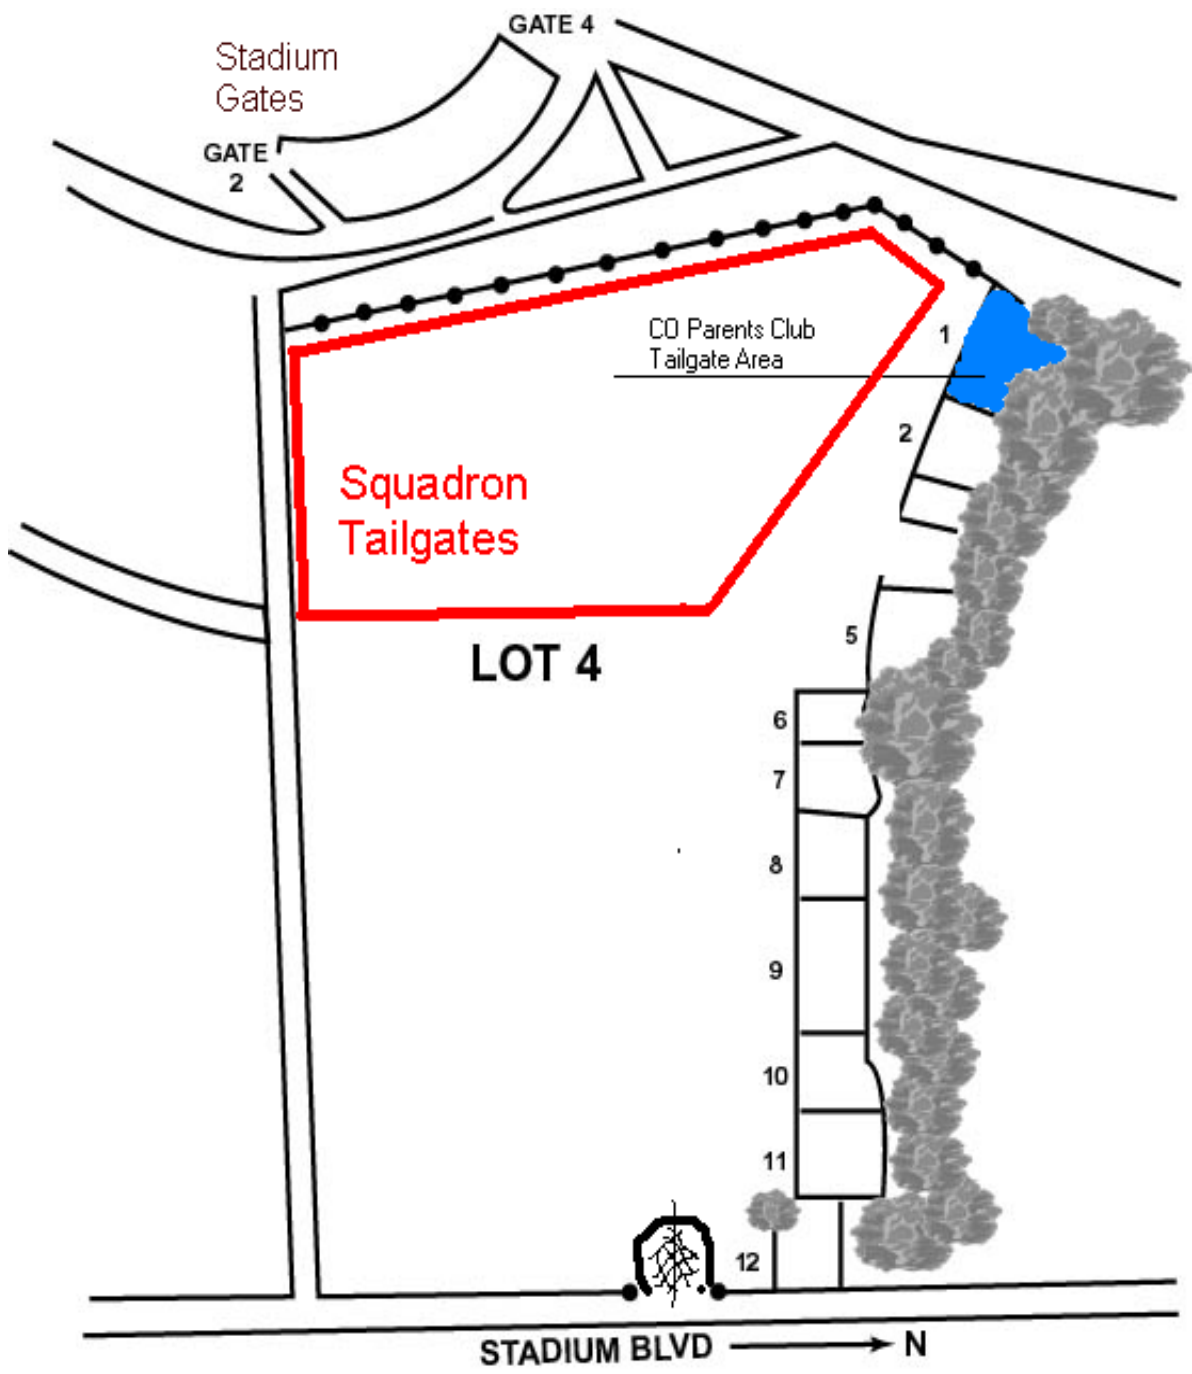 GATE 4
Stadium
Gates
GATE
2
1
CO Parents Club
Tailgate Area
2
Squadron
Tailgates
5
LOT 4
6
7
8
9
10
11
12
STADIUM BLVD N